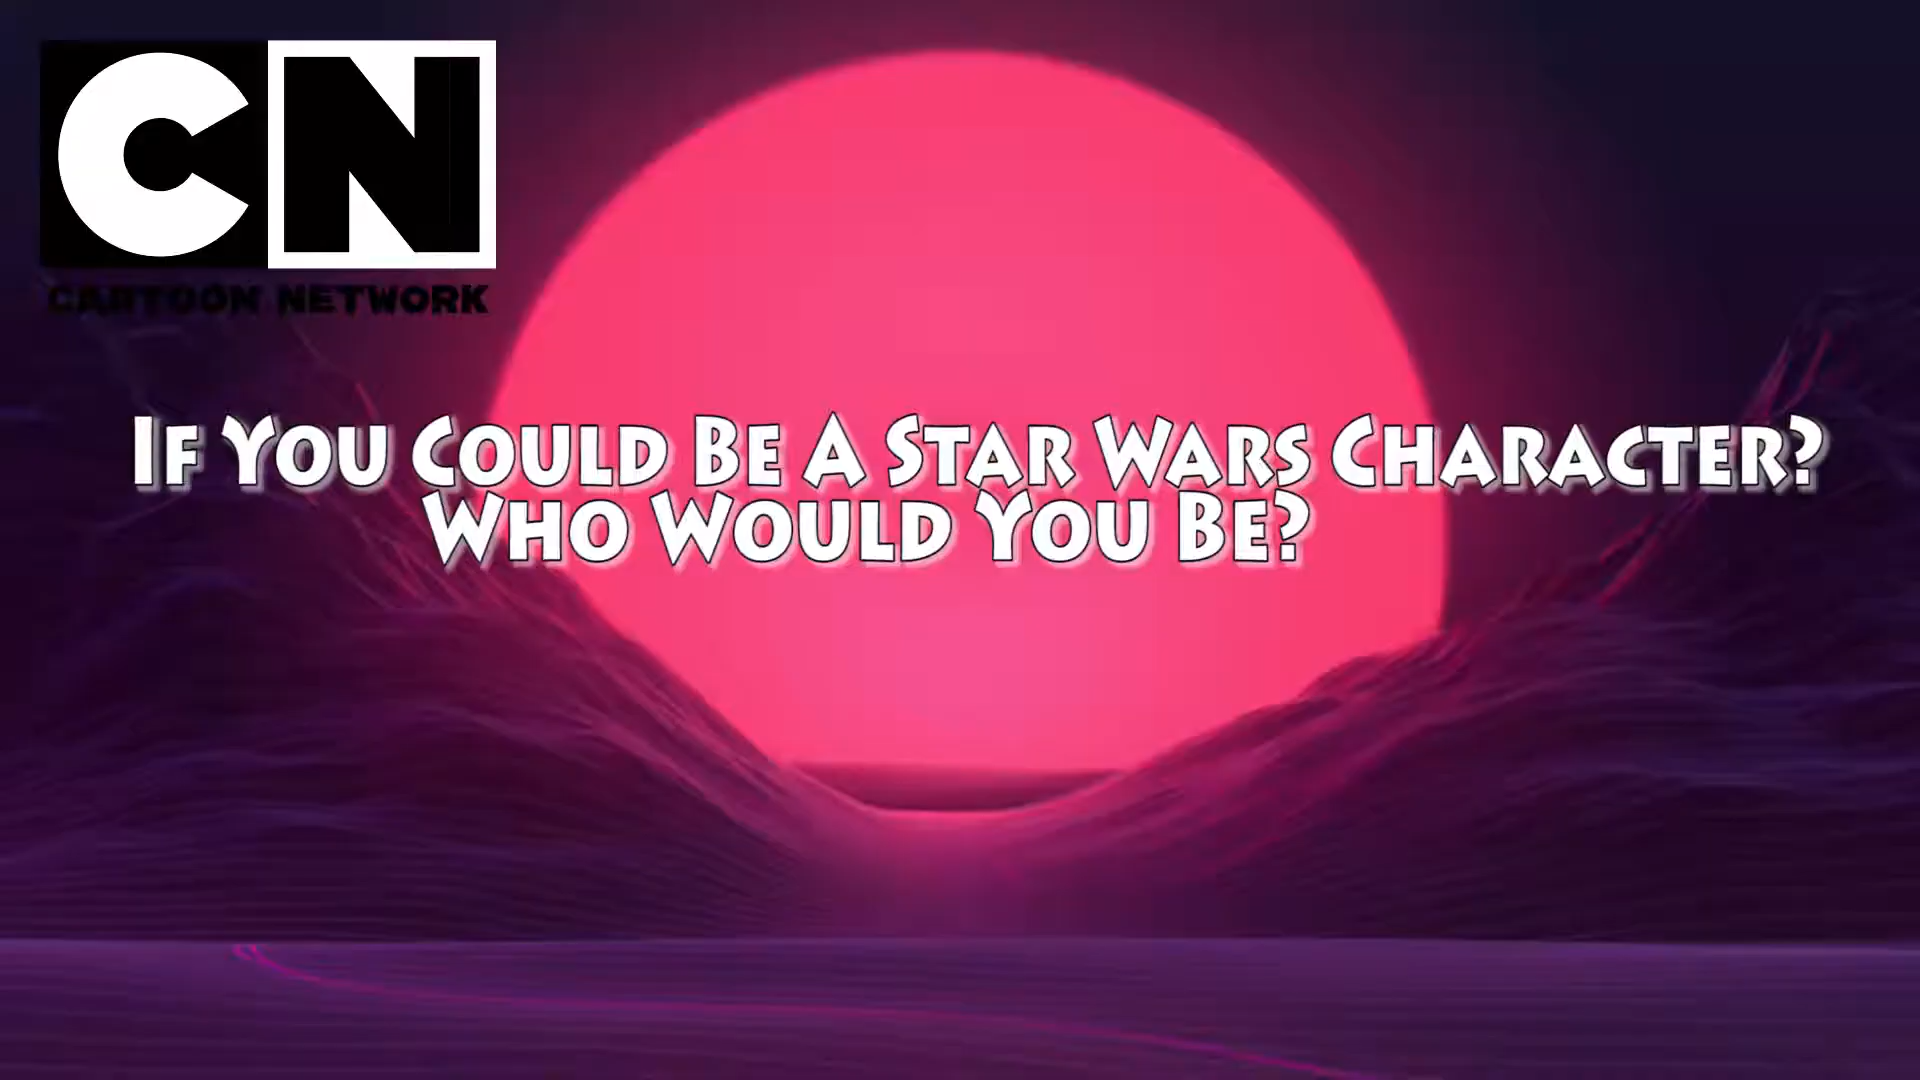 CN
CARTOON NETWORK
If You Could Be A Star Wars Character?
Who Would You Be?